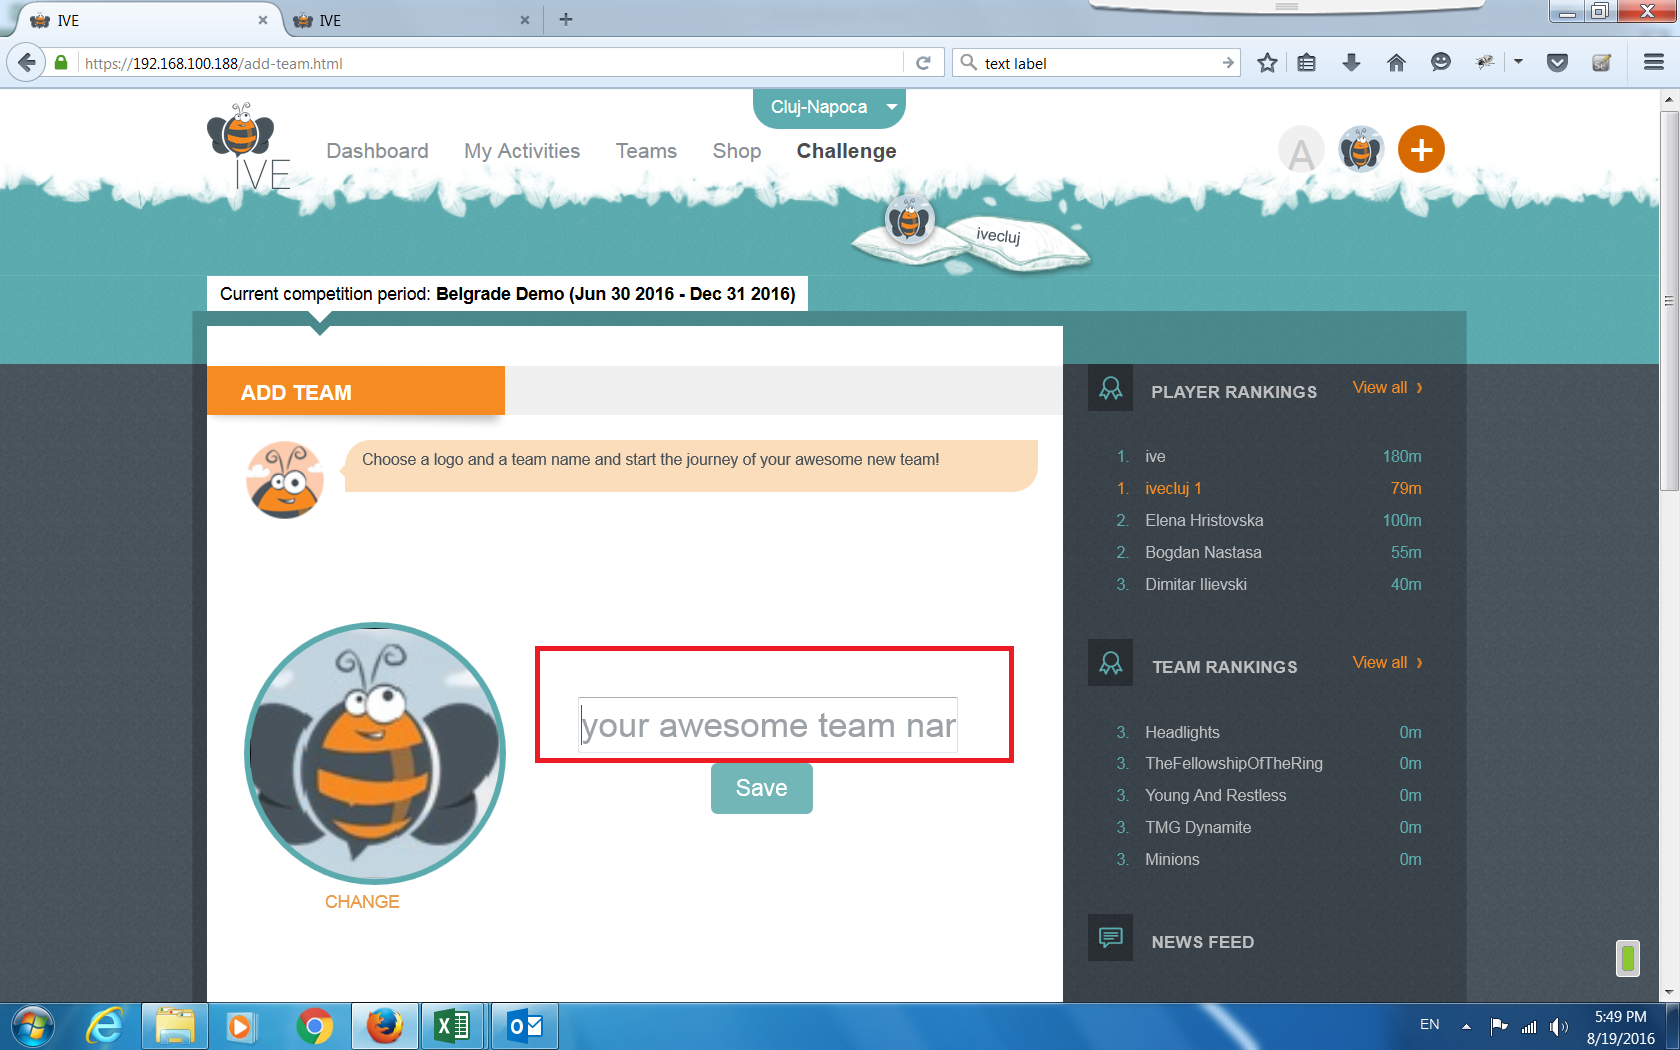 IVE
IVE
https://192.168.100.188/add-team.html
text label
Cluj-Napoca
IVE
Dashboard My Activities Teams Shop Challenge
A
ivecluj
Current competition period: Belgrade Demo (Jun 30 2016 - Dec 31 2016)
ADD TEAM
Choose a logo and a team name and start the journey of your awesome new team!
your awesome team nar
Save
CHANGE
PLAYER RANKINGS View all
1. ive 180m
1. ivecluj 1 79m
2. Elena Hristovska 100m
2. Bogdan Nastasa 55m
3. Dimitar Ilievski 40m
TEAM RANKINGS View all
3. Headlights 0m
3. TheFellowshipOfTheRing 0m
3. Young And Restless 0m
3. TMG Dynamite 0m
3. Minions 0m
NEWS FEED
EN
5:49 PM
8/19/2016